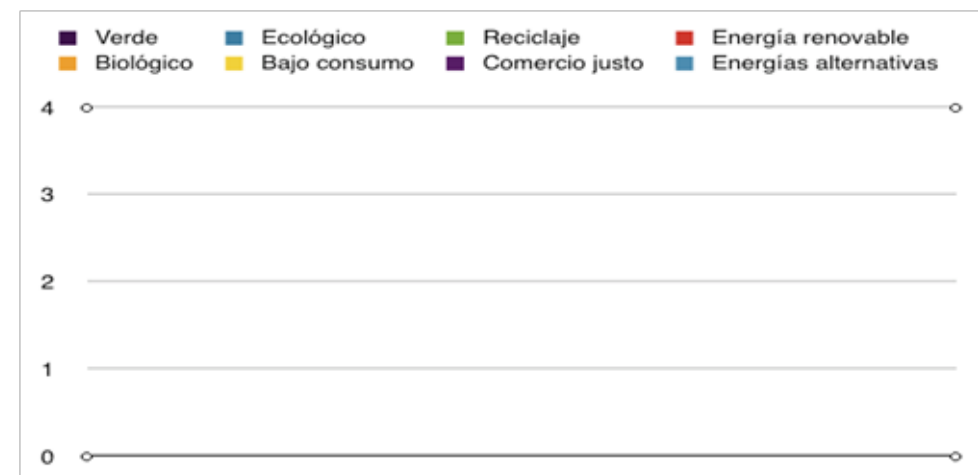 Verde Ecológico Reciclaje Energía renovable
Biológico Bajo consumo Comercio justo Energías alternativas
4
3
2
1
0